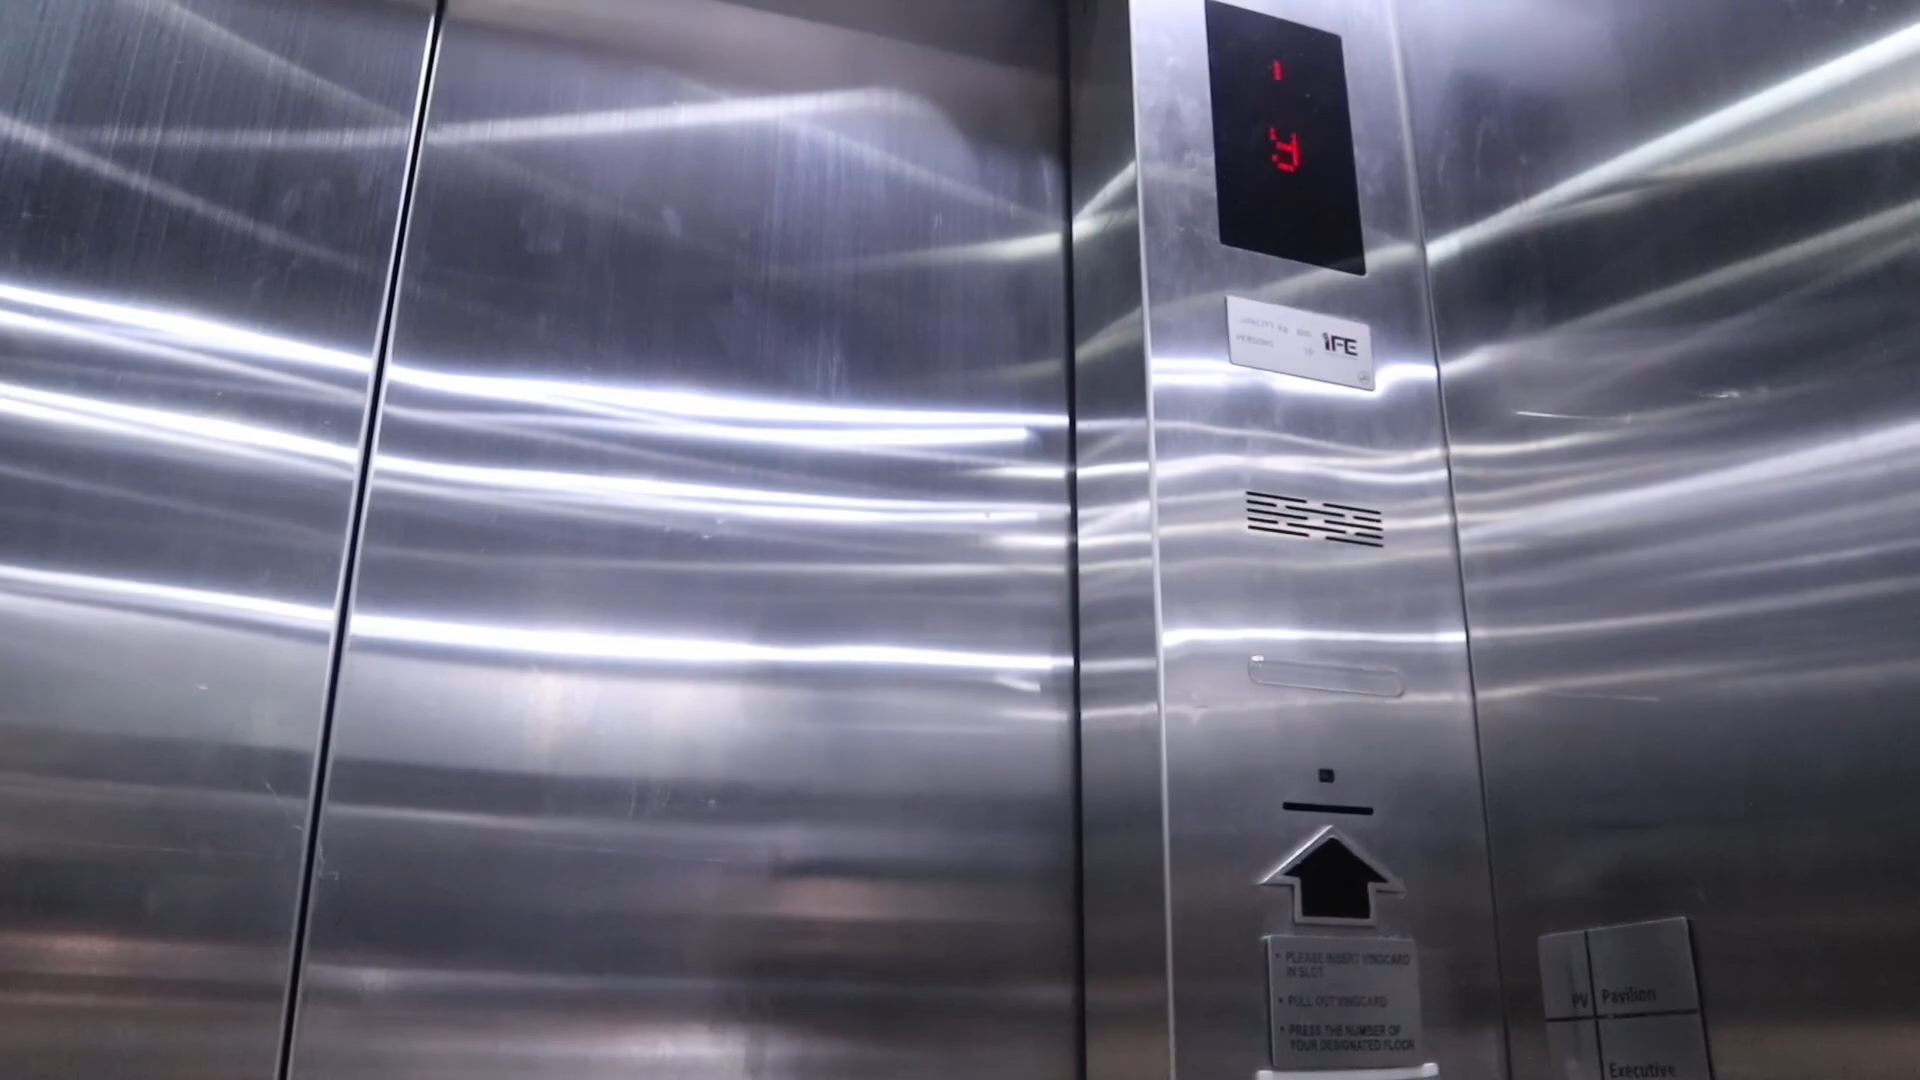 IFE
PERSONS
PLEASE INSERT VINGCARD
IN SLOT
PULL OUT VINGCARD
PRESS THE NUMBER OF
YOUR DESIGNATED FLOOR
PV Pavilion
Executive